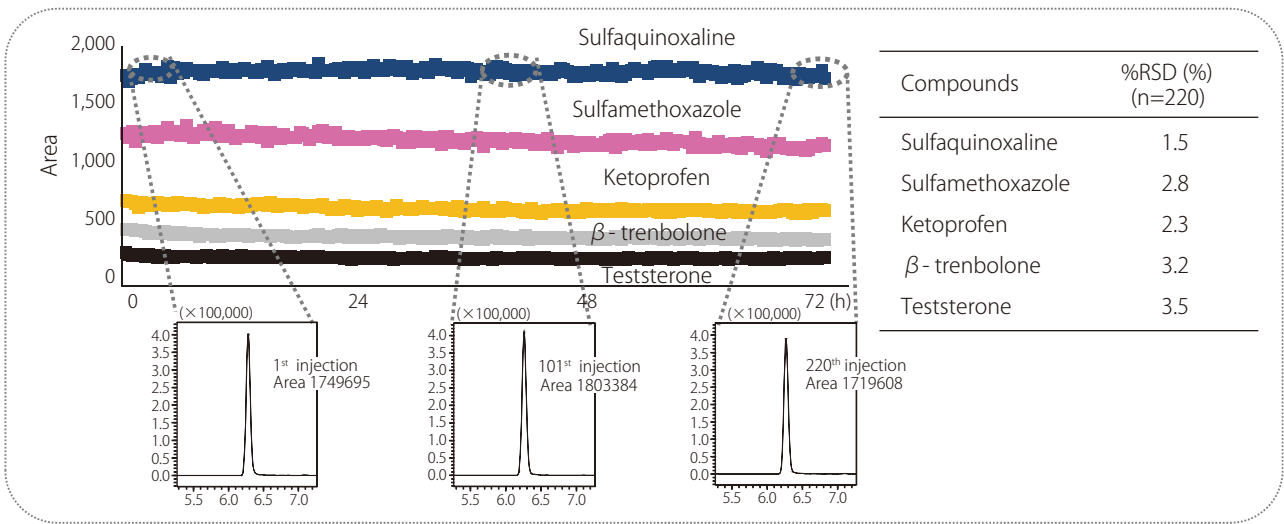 2,000
1,500
1,000
500
0
Area
Sulfaquinoxaline
Sulfamethoxazole
Ketoprofen
β- trenbolone
Teststerone
0 24 48 72 (h)
(×100,000)
4.0
3.5
3.0
2.5
2.0
1.5
1.0
0.5
0.0
5.5 6.0 6.5 7.0
1st injection
Area 1749695
(×100,000)
4.0
3.5
3.0
2.5
2.0
1.5
1.0
0.5
0.0
5.5 6.0 6.5 7.0
101st injection
Area 1803384
(×100,000)
4.0
3.5
3.0
2.5
2.0
1.5
1.0
0.5
0.0
5.5 6.0 6.5 7.0
220th injection
Area 1719608
Compounds %RSD (%)
(n=220)
Sulfaquinoxaline 1.5
Sulfamethoxazole 2.8
Ketoprofen 2.3
β- trenbolone 3.2
Teststerone 3.5